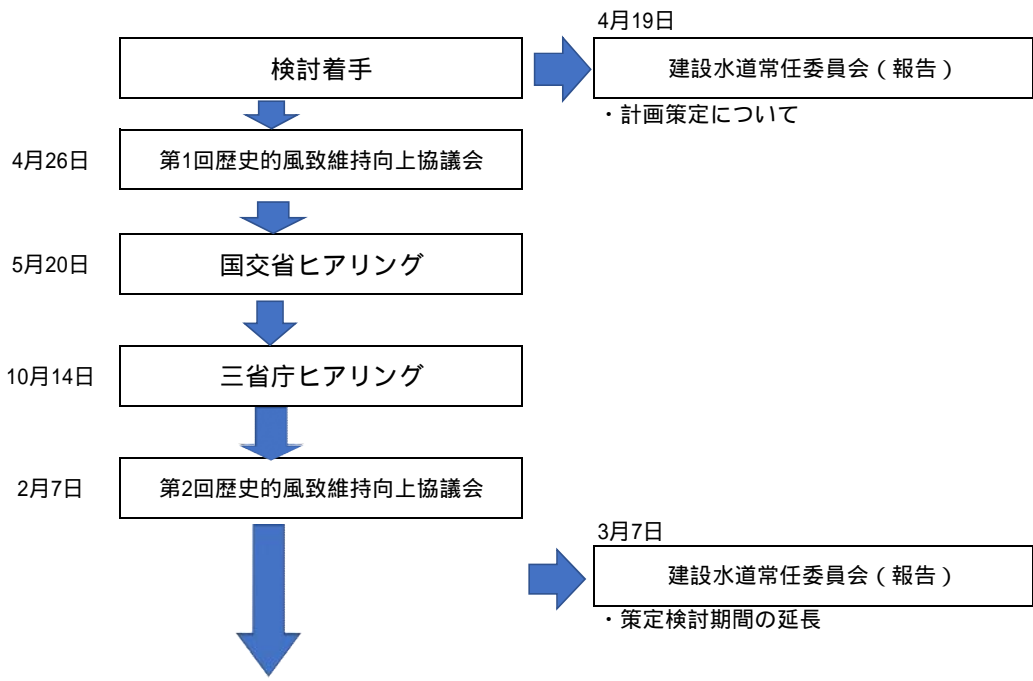 4月19日
検討着手
建設水道常任委員会（報告）
・計画策定について
4月26日
第1回歴史的風致維持向上協議会
5月20日
国交省ヒアリング
10月14日
三省庁ヒアリング
2月7日
第2回歴史的風致維持向上協議会
3月7日
建設水道常任委員会（報告）
・策定検討期間の延長